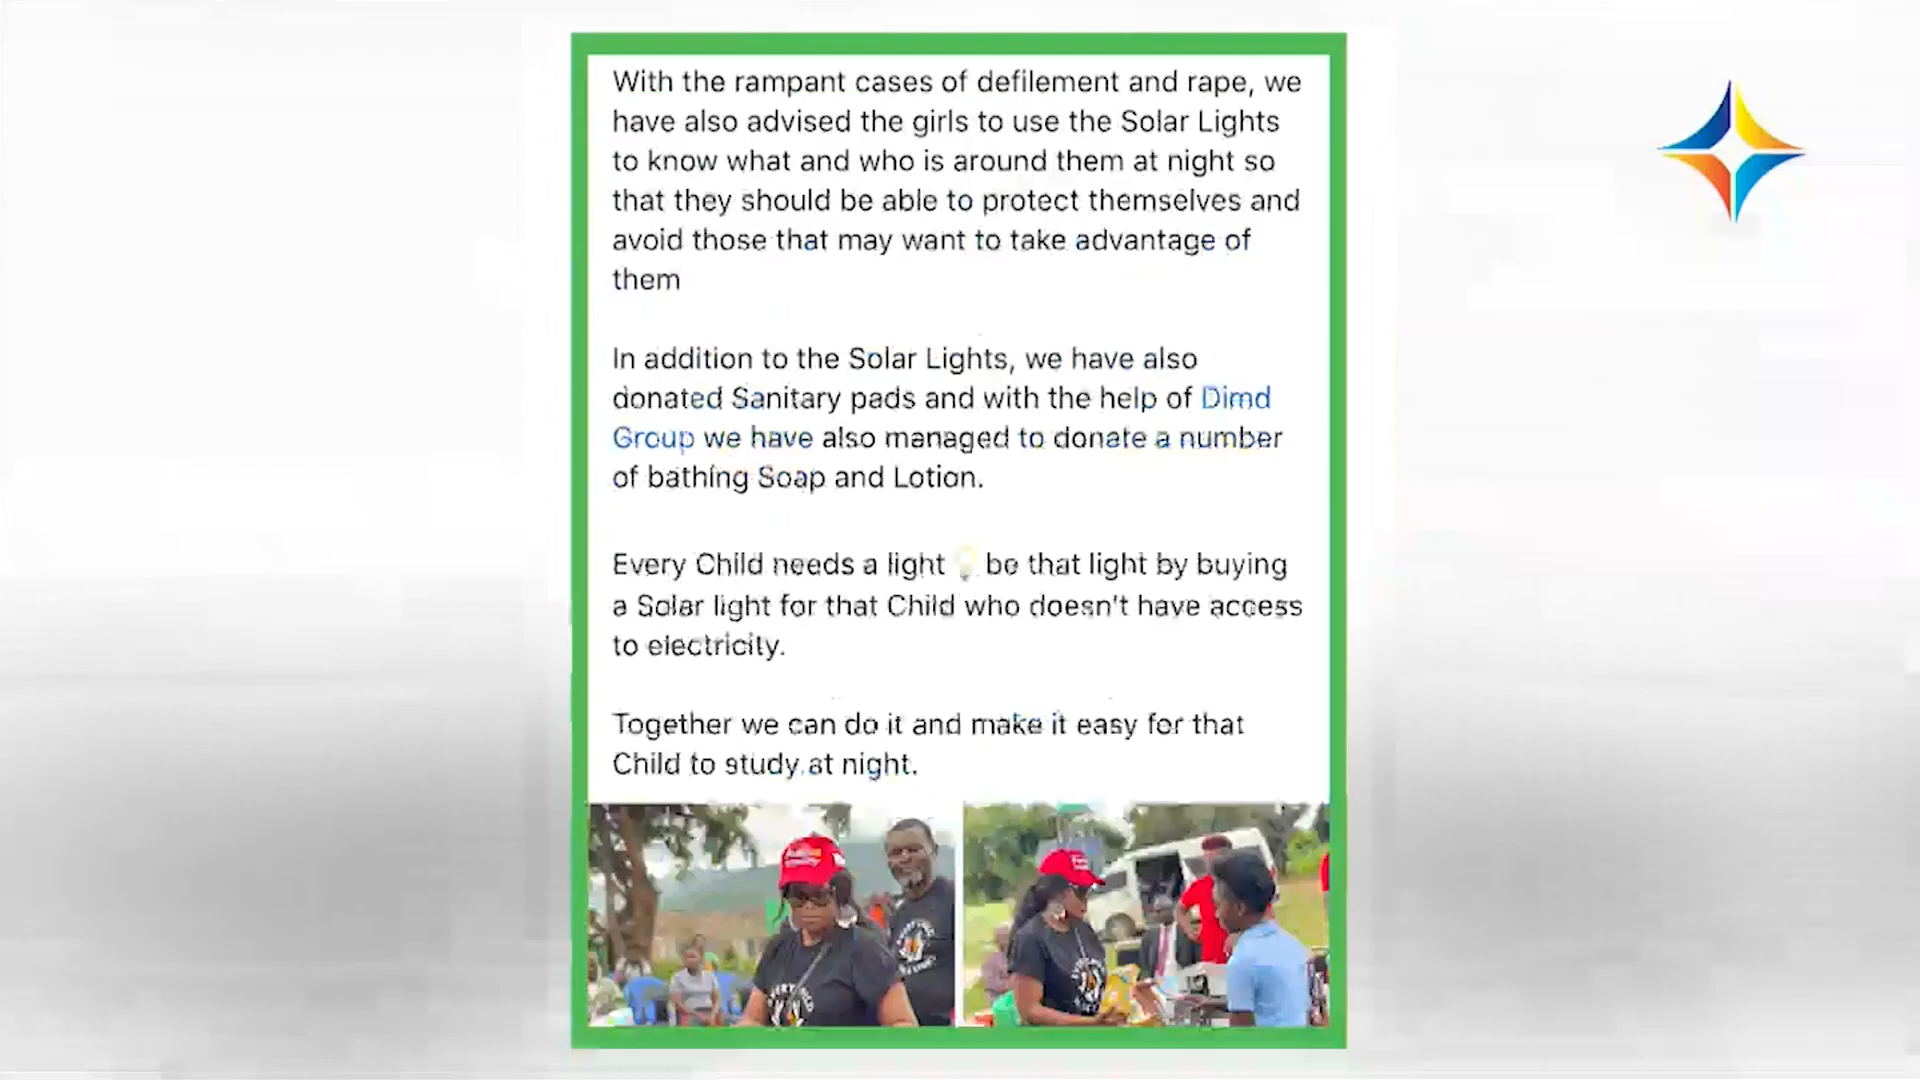 With the rampant cases of defilement and rape, we
have also advised the girls to use the Solar Lights
to know what and who is around them at night so
that they should be able to protect themselves and
avoid those that may want to take advantage of
them
In addition to the Solar Lights, we have also
donated Sanitary pads and with the help of Dimd
Group we have also managed to donate a number
of bathing Soap and Lotion.
Every Child needs a light 💡 be that light by buying
a Solar light for that Child who doesn't have access
to electricity.
Together we can do it and make it easy for that
Child to study at night.